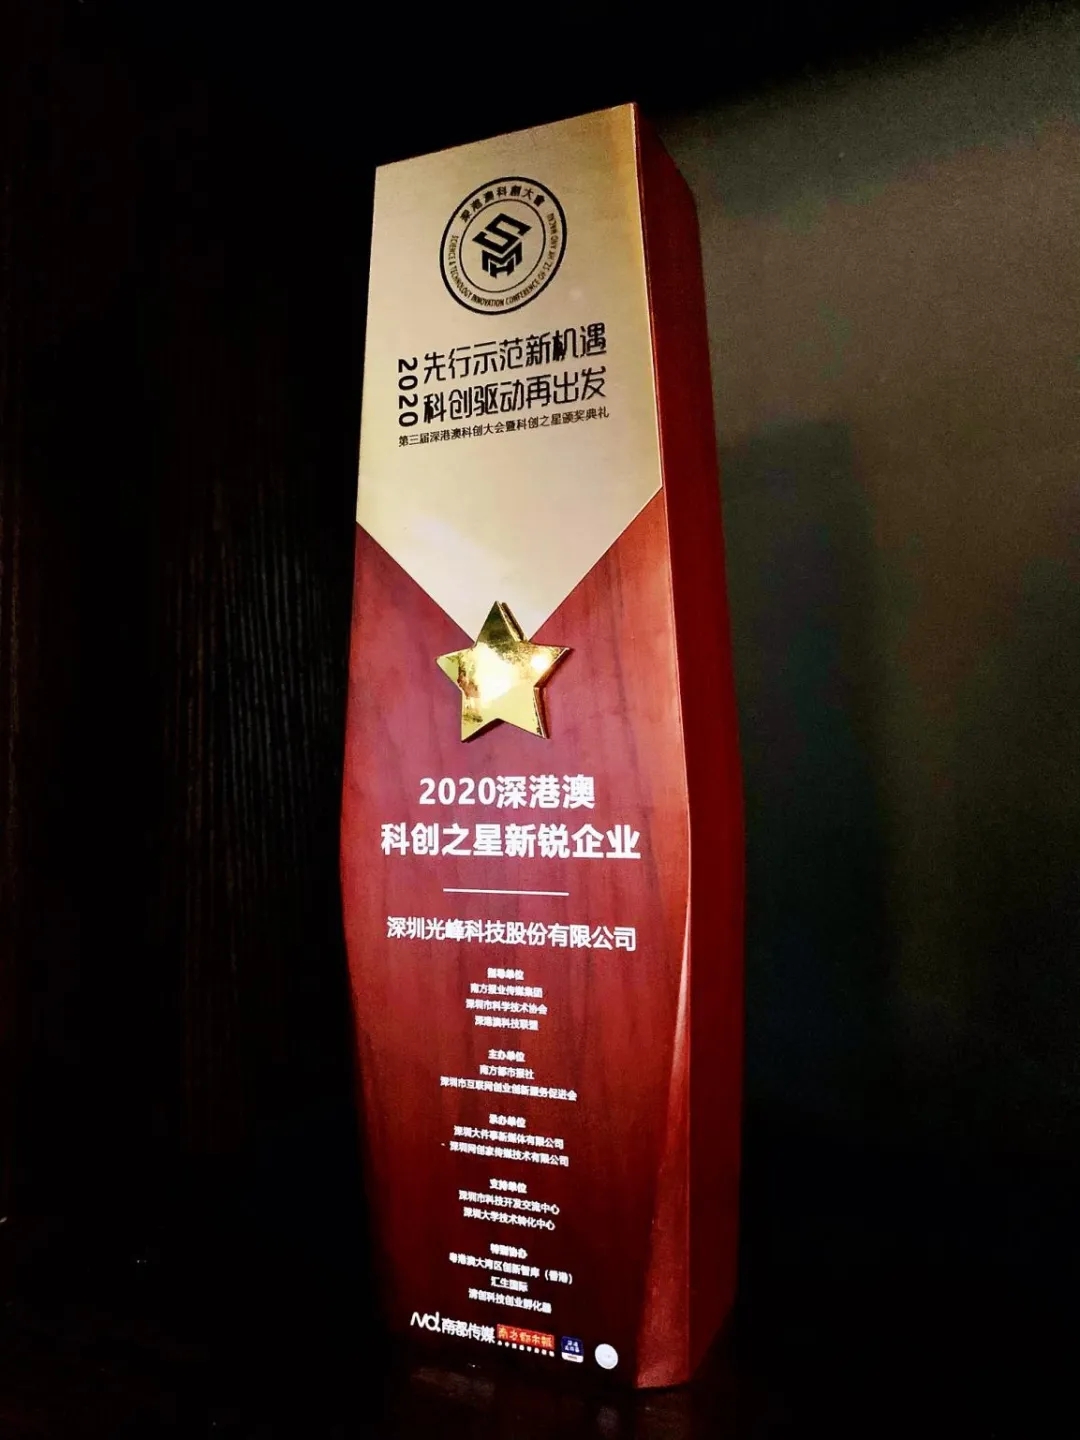 深港澳科創大會
SCIENCE & TECHNOLOGY INNOVATION CONFERENCE OF SZ, HK AND MACAO
SM
2020
先行示范新机遇
科创驱动再出发
第三届深港澳科创大会暨科创之星颁奖典礼
2020深港澳
科创之星新锐企业
深圳光峰科技股份有限公司
指导单位
南方报业传媒集团
深圳市科学技术协会
深港澳科技联盟
主办单位
南方都市报社
深圳市互联网创业创新服务促进会
承办单位
深圳大件事新媒体有限公司
深圳网创家传媒技术有限公司
支持单位
深圳市科技开发交流中心
深圳大学技术转化中心
特别协办
粤港澳大湾区创新智库（香港）
汇生国际
清创科技创业孵化器
Nd.南都传媒
南方都市报